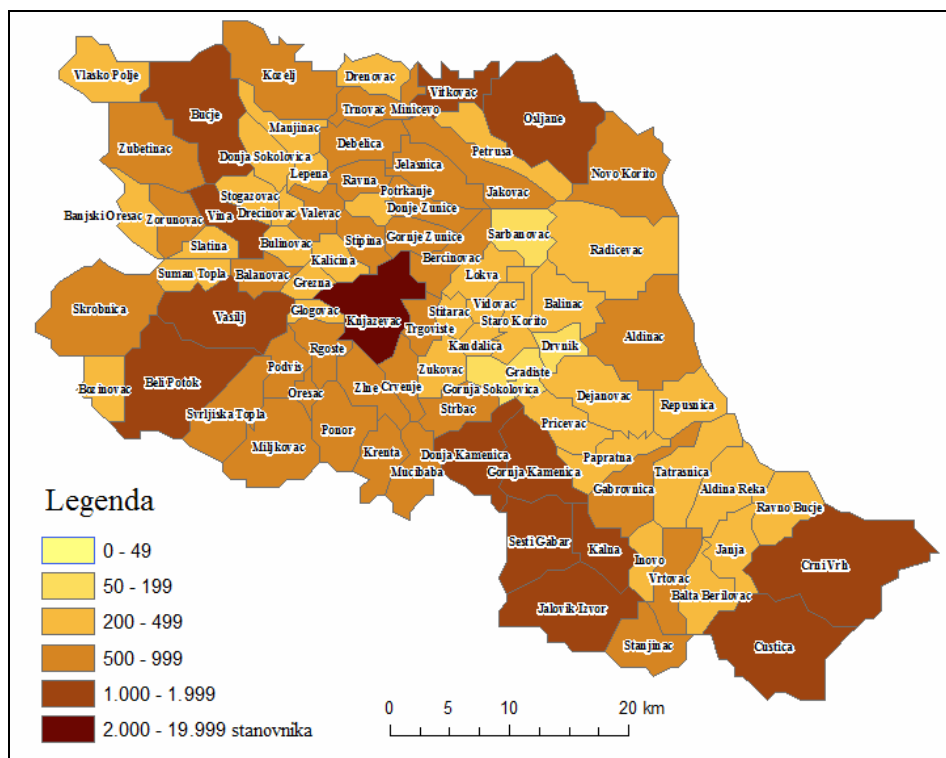 Vlasko Polje
Bucje
Kozelj
Drenovac
Vitkovac
Osljane
Trnovac
Minicevo
Manjinac
Zubetinac
Donja Sokolovica
Debelica
Petrusa
Lepena
Jelasnica
Novo Korito
Ravna
Potrkanje
Jakovac
Stogazovac
Drecinovac
Valevac
Donje Zunice
Banjski Oresac
Zorunovac
Vina
Sarbanovac
Slatina
Bulinovac
Stipina
Gornje Zunice
Radicevac
Kalicina
Bercinovac
Suman Topla
Balanovac
Grezna
Lokva
Skrobnica
Vasilj
Glogovac
Knjazevac
Stitarac
Vidovac
Balinac
Trgoviste
Staro Korito
Aldinac
Rgoste
Kandalica
Drvnik
Podvis
Zukovac
Gradiste
Bozinovac
Beli Potok
Oresac
Zlne
Crvenje
Gornja Sokolovica
Dejanovac
Repusnica
Svrljiska Topla
Strbac
Pricevac
Miljkovac
Ponor
Krenta
Donja Kamenica
Papratna
Mucibaba
Gornja Kamenica
Tatrasnica
Gabrovnica
Aldina Reka
Ravno Bucje
Sesti Gabar
Kalna
Inovo
Janja
Crni Vrh
Vrtovac
Balta Berilovac
Jalovik Izvor
Stanjinac
Custica
Legenda
0 - 49
50 - 199
200 - 499
500 - 999
1.000 - 1.999
2.000 - 19.999 stanovnika
0 5 10 20 km